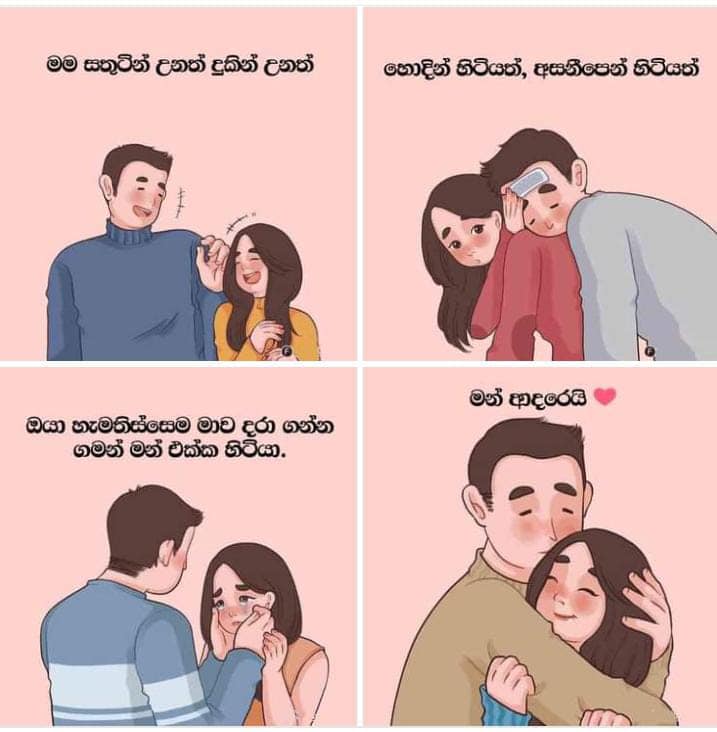 මම සතුටින් උනත් දුකින් උනත්
හොදින් හිටියත්, අසනීපෙන් හිටියත්
ඔයා හැමතිස්සෙම මාව දරා ගන්න
ගමන් මන් එක්ක හිටියා.
මන් ආදරෙයි ❤